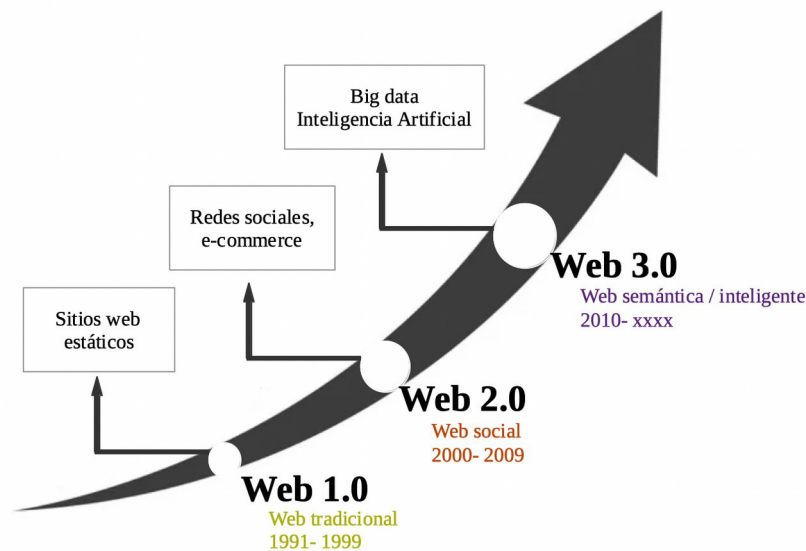 Big data
Inteligencia Artificial
Redes sociales,
e-commerce
Sitios web
estáticos
Web 3.0
Web semántica / inteligente
2010- xxxx
Web 2.0
Web social
2000- 2009
Web 1.0
Web tradicional
1991- 1999